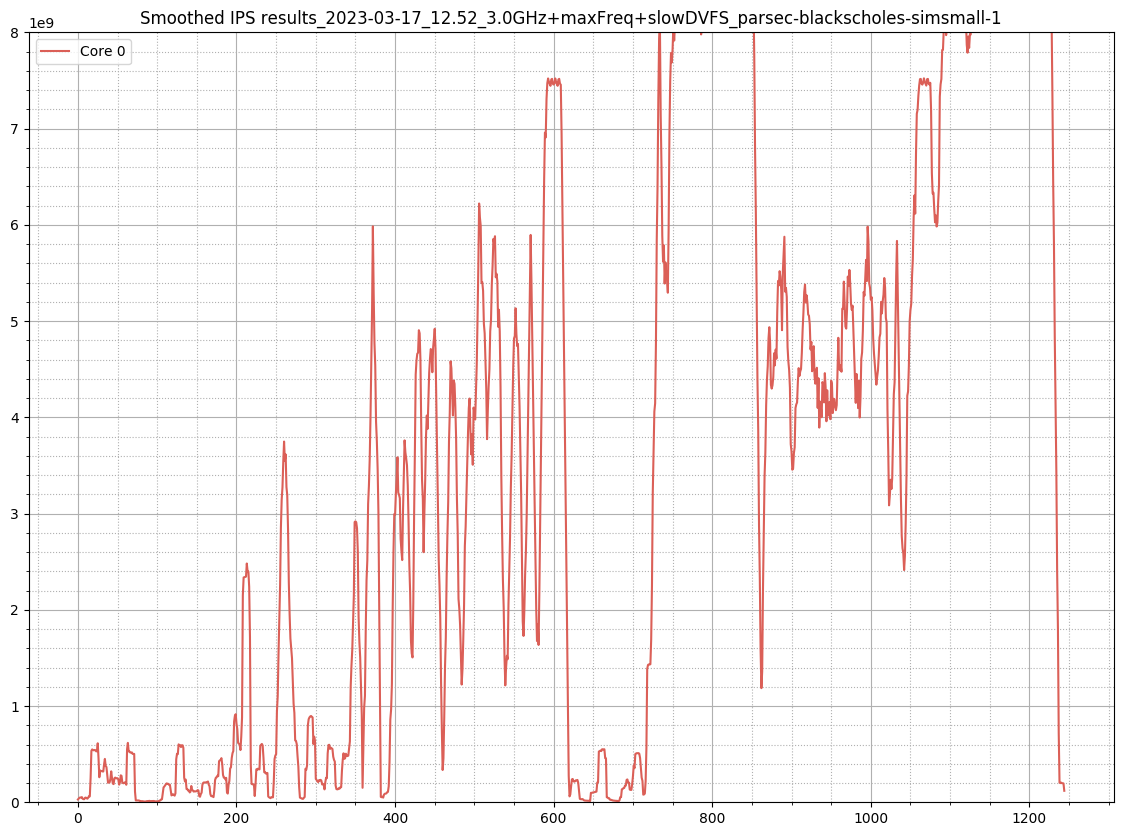 Smoothed IPS results_2023-03-17_12.52_3.0GHz+maxFreq+slowDVFS_parsec-blackscholes-simsmall-1
1e9
Core 0
8
7
6
5
4
3
2
1
0
0 200 400 600 800 1000 1200